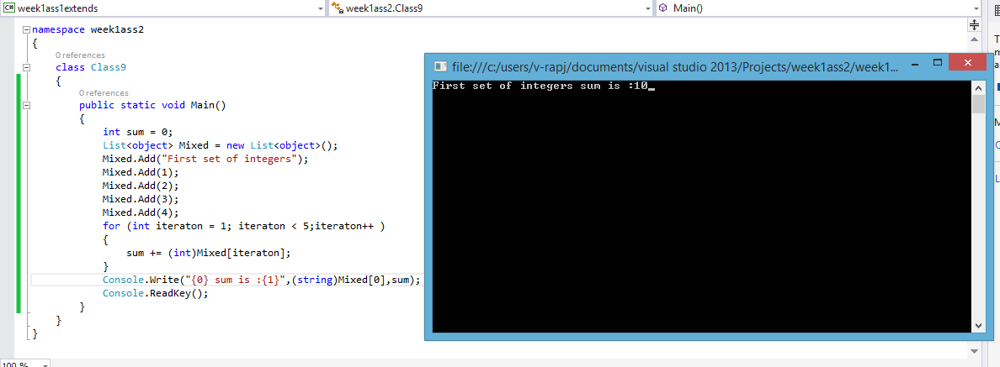 week1ass1extends week1ass2.Class9 Main()
namespace week1ass2
{
0 references
class Class9
{
0 references
public static void Main()
{
int sum = 0;
List<object> Mixed = new List<object>();
Mixed.Add("First set of integers");
Mixed.Add(1);
Mixed.Add(2);
Mixed.Add(3);
Mixed.Add(4);
for (int iteraton = 1; iteraton < 5;iteraton++ )
{
sum += (int)Mixed[iteraton];
}
Console.Write("{0} sum is :{1}",(string)Mixed[0],sum);
Console.ReadKey();
}
}
}
100 %
file:///c:/users/v-rapj/documents/visual studio 2013/Projects/week1ass2/week1...
First set of integers sum is :10